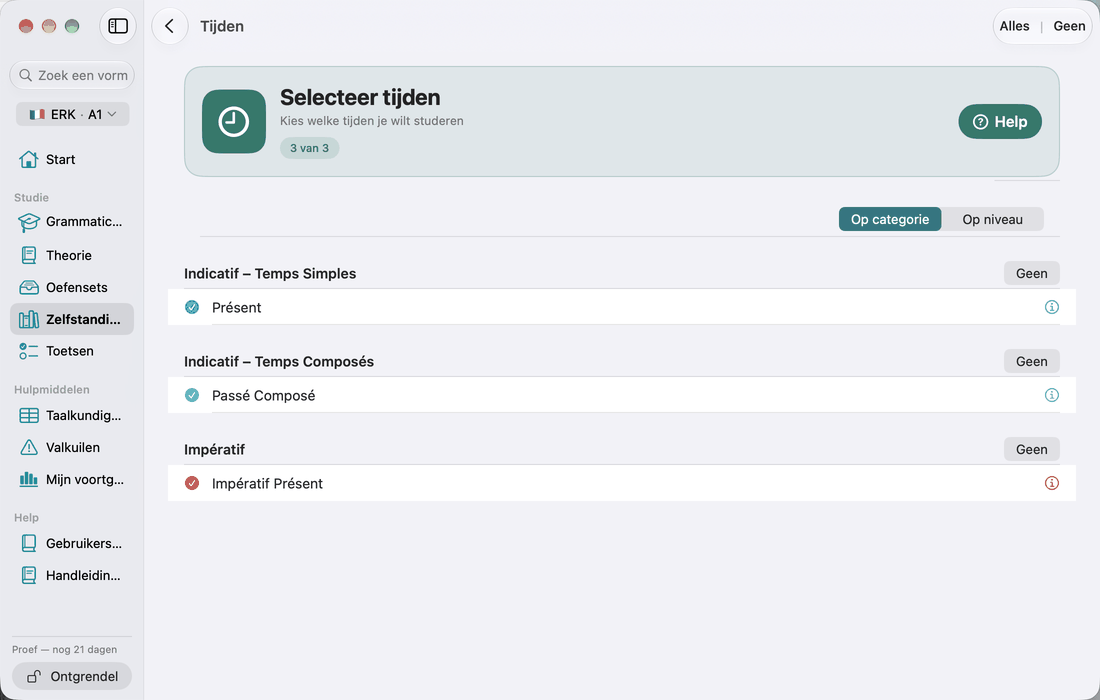 Tijden
Alles | Geen
Zoek een vorm
ERK · A1
Start
Studie
Grammatic...
Theorie
Oefensets
Zelfstandi...
Toetsen
Hulpmiddelen
Taalkundig...
Valkuilen
Mijn voortg...
Help
Gebruikers...
Handleidin...
Proef — nog 21 dagen
Ontgrendel
Selecteer tijden
Kies welke tijden je wilt studeren
3 van 3
Help
Op categorie
Op niveau
Indicatif – Temps Simples
Geen
Présent
Indicatif – Temps Composés
Geen
Passé Composé
Impératif
Geen
Impératif Présent